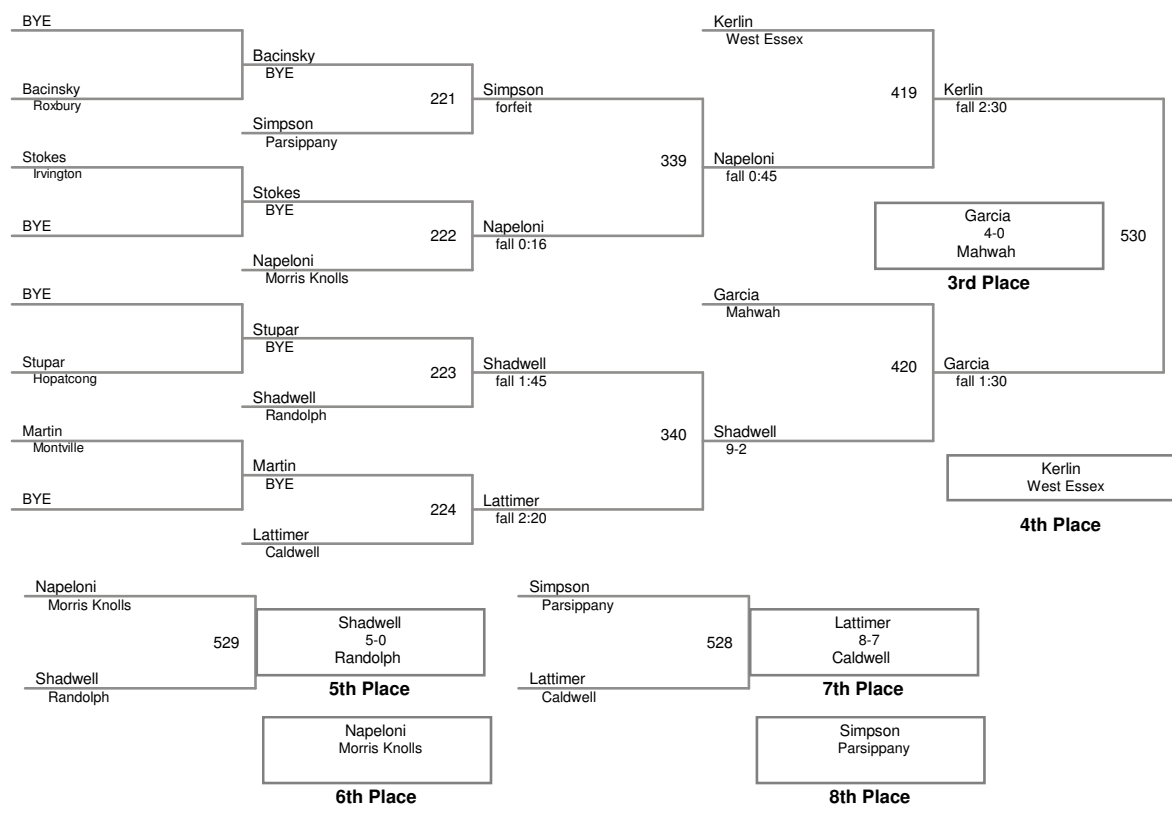 BYE
Bacinsky
Roxbury
Stokes
Irvington
BYE
BYE
Stupar
Hopatcong
Martin
Montville
BYE
Bacinsky
BYE
221
Simpson
Parsippany
Stokes
BYE
222
Napeloni
Morris Knolls
Stupar
BYE
223
Shadwell
Randolph
Martin
BYE
224
Lattimer
Caldwell
Simpson
forfeit
339
Napeloni
fall 0:16
Shadwell
fall 1:45
340
Lattimer
fall 2:20
Kerlin
West Essex
419
Napeloni
fall 0:45
Garcia
Mahwah
420
Shadwell
9-2
Kerlin
fall 2:30
530
Garcia
fall 1:30
Garcia
4-0
Mahwah
3rd Place
Kerlin
West Essex
4th Place
Napeloni
Morris Knolls
529
Shadwell
Randolph
Shadwell
5-0
Randolph
5th Place
Napeloni
Morris Knolls
6th Place
Simpson
Parsippany
528
Lattimer
Caldwell
Lattimer
8-7
Caldwell
7th Place
Simpson
Parsippany
8th Place